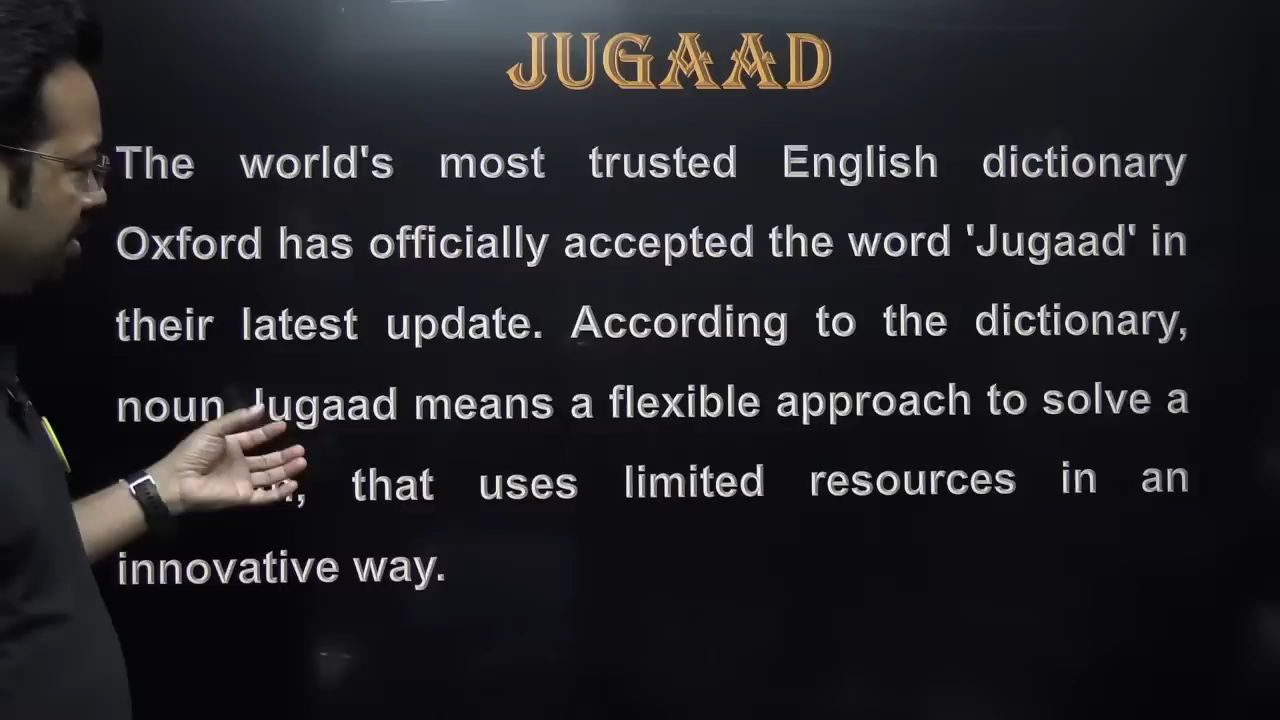 JUGAAD
The world's most trusted English dictionary
Oxford has officially accepted the word 'Jugaad' in
their latest update. According to the dictionary,
noun Jugaad means a flexible approach to solve a
that uses limited resources in an
innovative way.